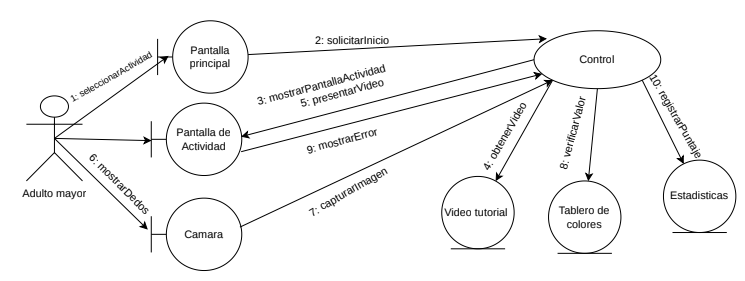 1: seleccionarActividad
Pantalla
principal
2: solicitarInicio
Control
3: mostrarPantallaActividad
5: presentarVideo
Pantalla de
Actividad
9: mostrarError
Adulto mayor
6: mostrarDedos
Camara
7: capturarImagen
4: obtenerVideo
8: verificarValor
10: registrarPuntaje
Video tutorial
Tablero de
colores
Estadisticas